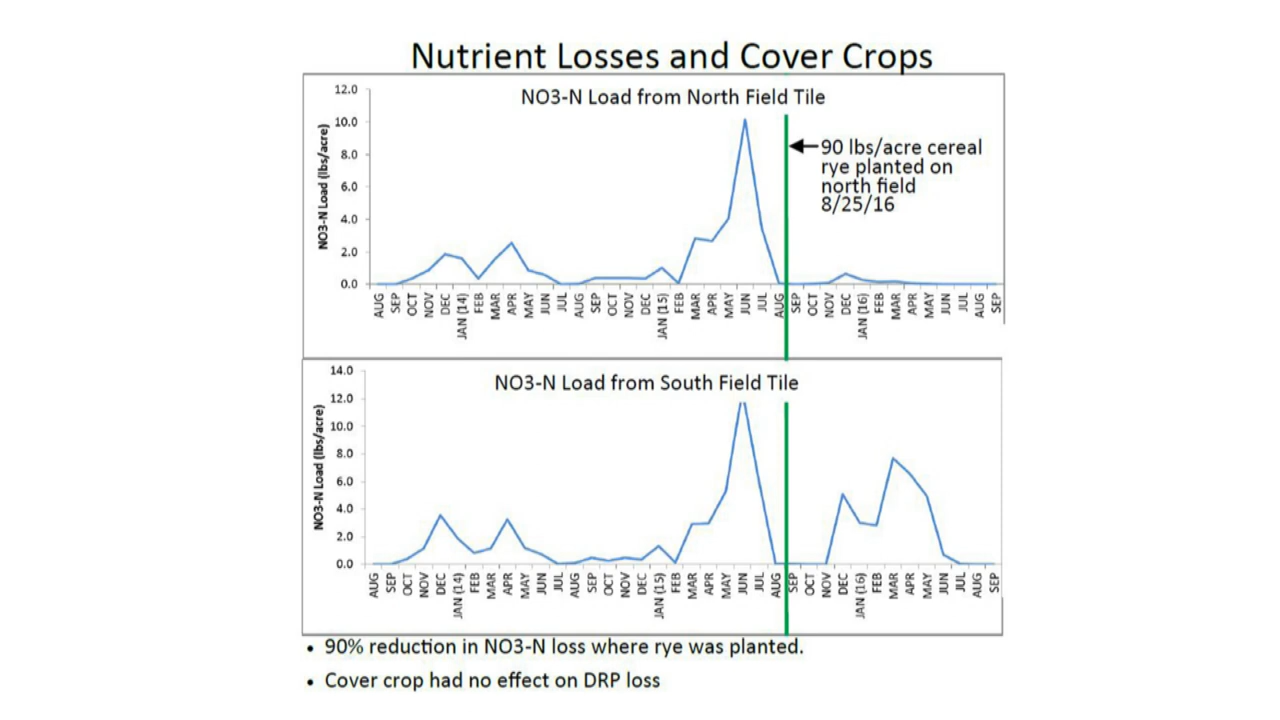 Nutrient Losses and Cover Crops
NO3-N Load from North Field Tile
NO3-N Load (lbs/acre)
12.0
10.0
8.0
6.0
4.0
2.0
0.0
AUG SEP OCT NOV DEC JAN (14) FEB MAR APR MAY JUN JUL AUG SEP OCT NOV DEC JAN (15) FEB MAR APR MAY JUN JUL AUG SEP OCT NOV DEC JAN (16) FEB MAR APR MAY JUN JUL AUG SEP
90 lbs/acre cereal
rye planted on
north field
8/25/16
NO3-N Load from South Field Tile
NO3-N Load (lbs/acre)
14.0
12.0
10.0
8.0
6.0
4.0
2.0
0.0
AUG SEP OCT NOV DEC JAN (14) FEB MAR APR MAY JUN JUL AUG SEP OCT NOV DEC JAN (15) FEB MAR APR MAY JUN JUL AUG SEP OCT NOV DEC JAN (16) FEB MAR APR MAY JUN JUL AUG SEP
• 90% reduction in NO3-N loss where rye was planted.
• Cover crop had no effect on DRP loss